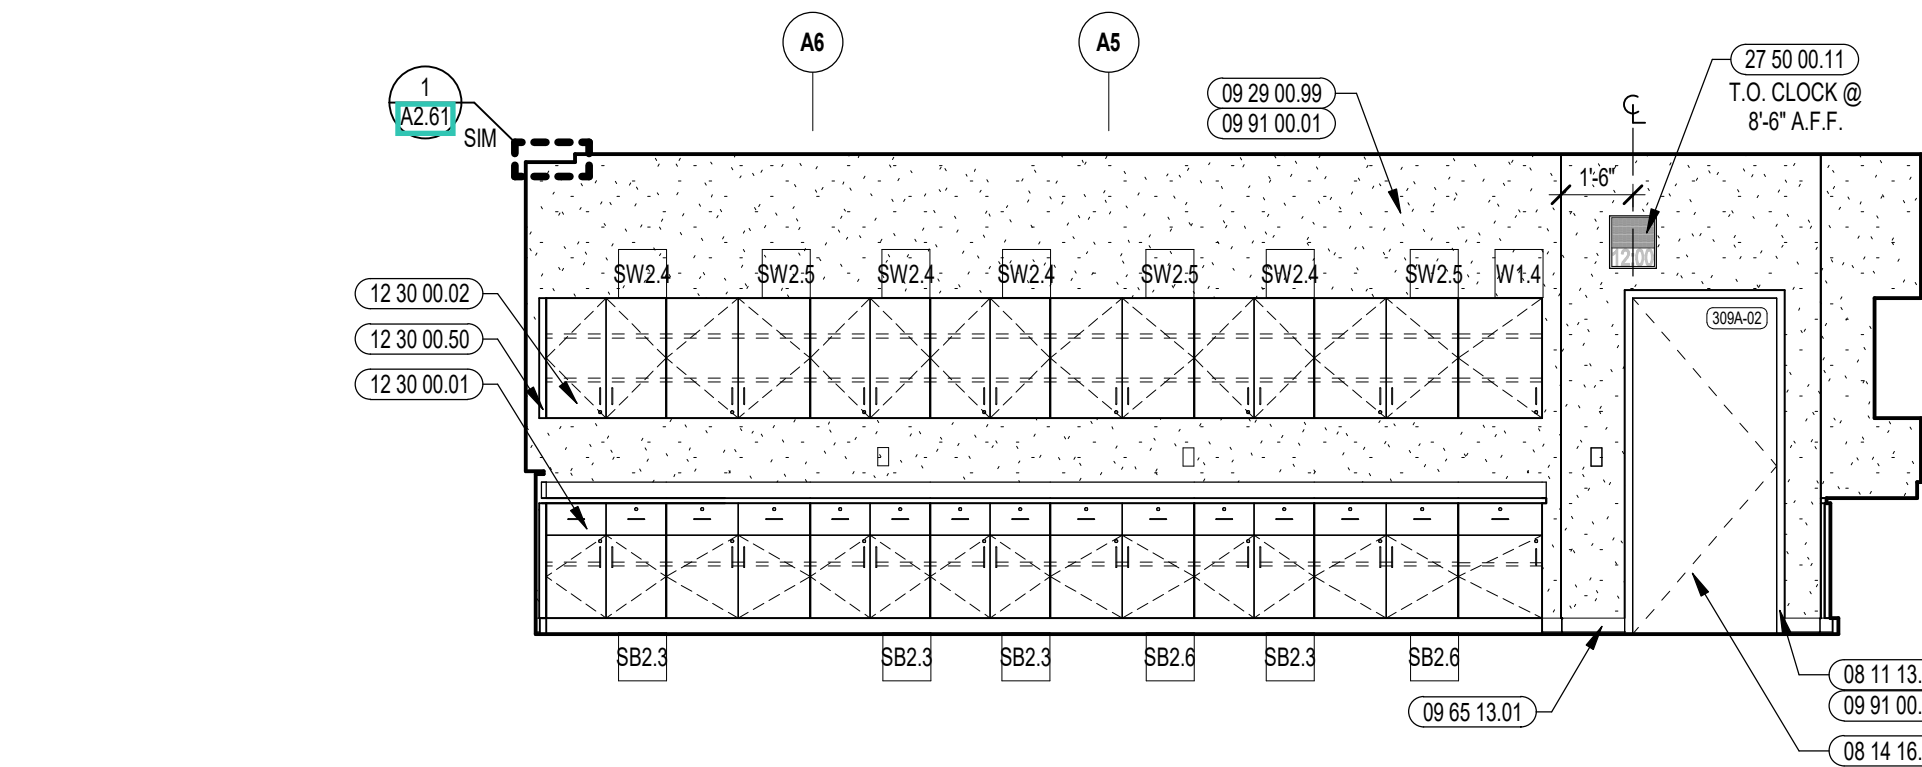 A6
A5
1
A2.61
SIM
09 29 00.99
09 91 00.01
27 50 00.11
T.O. CLOCK @
8'-6" A.F.F.
1'-6"
SW2.4
SW2.5
SW2.4
SW2.4
SW2.5
SW2.4
SW2.5
W1.4
12:00
12 30 00.02
12 30 00.50
12 30 00.01
309A-02
SB2.3
SB2.3
SB2.3
SB2.6
SB2.3
SB2.6
09 65 13.01
08 11 13.
09 91 00.
08 14 16.